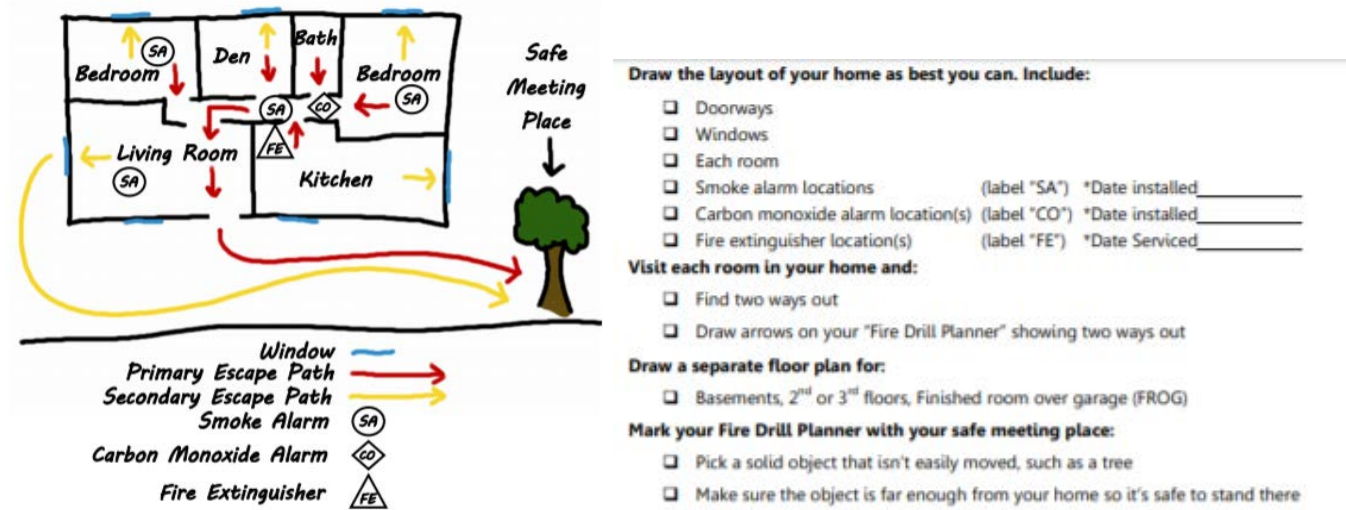 Bedroom
SA
Den
Bath
Bedroom
SA
SA
CO
FE
Living Room
SA
Kitchen
Safe
Meeting
Place
Window
Primary Escape Path
Secondary Escape Path
Smoke Alarm SA
Carbon Monoxide Alarm CO
Fire Extinguisher FE
Draw the layout of your home as best you can. Include:
Doorways
Windows
Each room
Smoke alarm locations (label "SA") *Date installed
Carbon monoxide alarm location(s) (label "CO") *Date installed
Fire extinguisher location(s) (label "FE") *Date Serviced
Visit each room in your home and:
Find two ways out
Draw arrows on your "Fire Drill Planner" showing two ways out
Draw a separate floor plan for:
Basements, 2nd or 3rd floors, Finished room over garage (FROG)
Mark your Fire Drill Planner with your safe meeting place:
Pick a solid object that isn't easily moved, such as a tree
Make sure the object is far enough from your home so it's safe to stand there